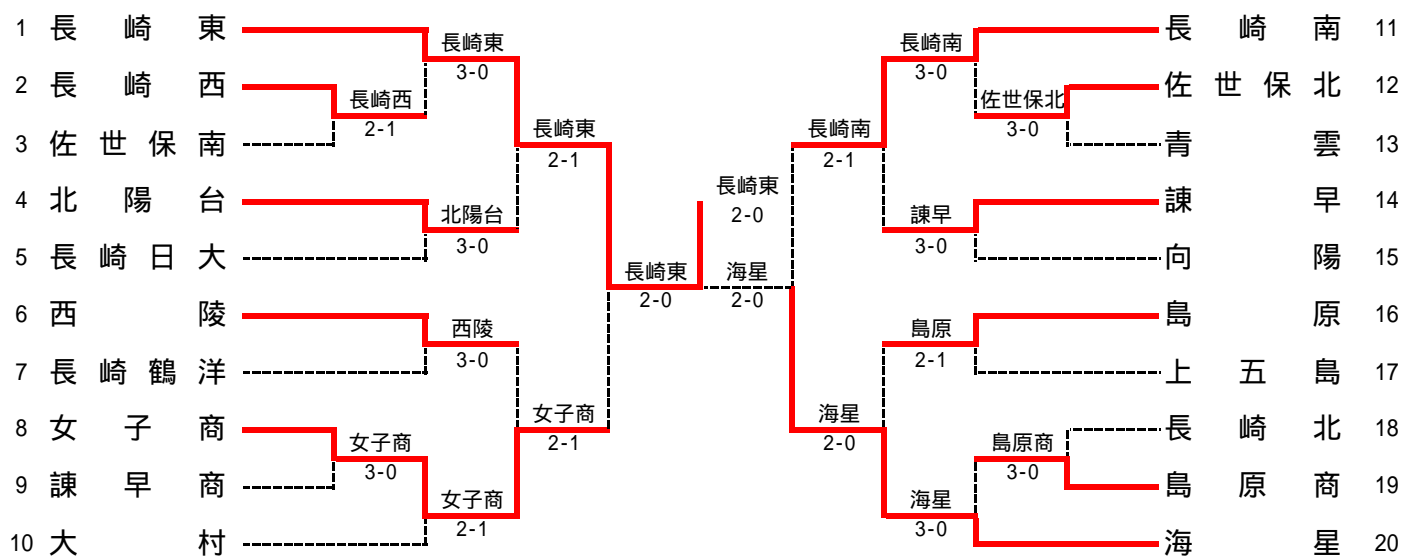 1 長崎東
2 長崎西
3 佐世保南
4 北陽台
5 長崎日大
6 西陵
7 長崎鶴洋
8 女子商
9 諫早商
10 大村
長崎西
2-1
女子商
3-0
長崎東
3-0
北陽台
3-0
西陵
3-0
女子商
2-1
長崎東
2-1
女子商
2-1
長崎東
2-0
長崎東
2-0
海星
2-0
長崎南
2-1
海星
2-0
長崎南
3-0
諫早
3-0
島原
2-1
海星
3-0
佐世保北
3-0
島原商
3-0
長崎南 11
佐世保北 12
青雲 13
諫早 14
向陽 15
島原 16
上五島 17
長崎北 18
島原商 19
海星 20